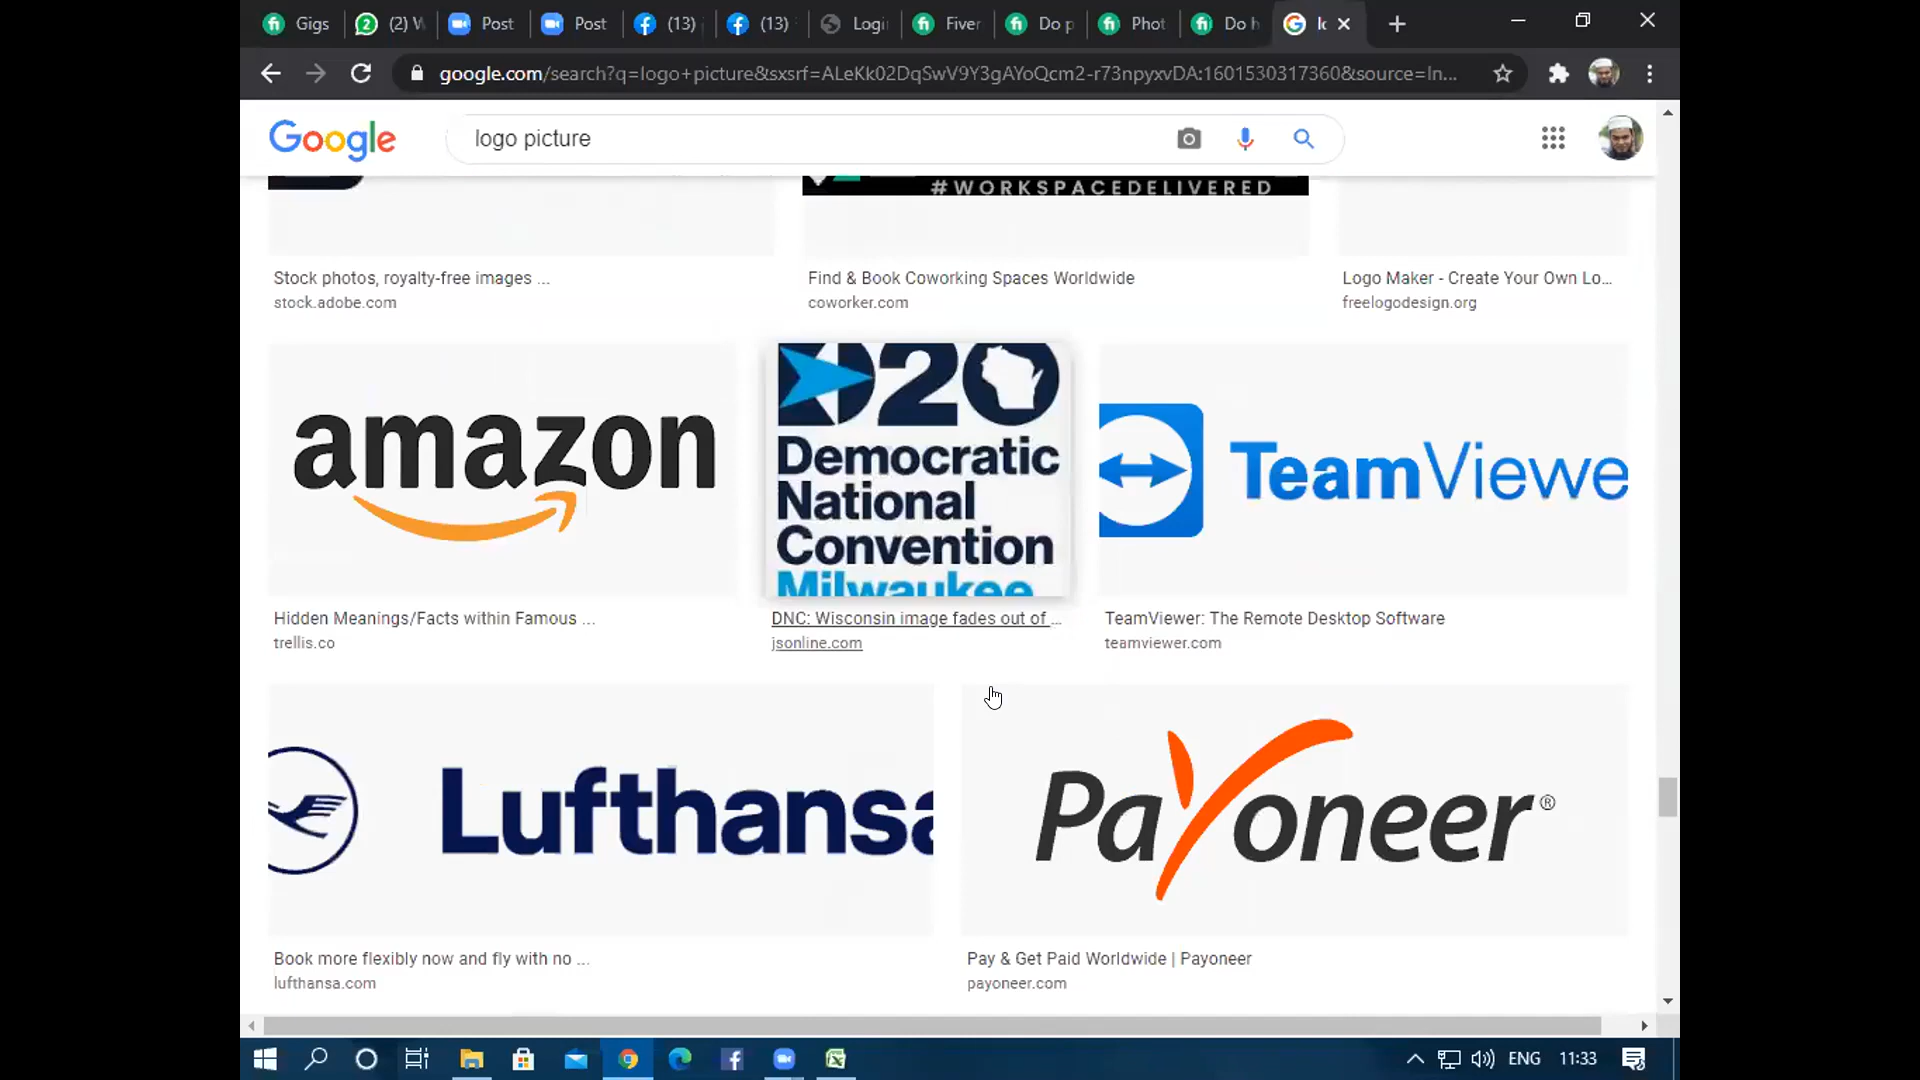 Gigs
(2) W
Post
Post
(13)
(13)
Login
Fiver
Do p
Phot
Do h
google.com/search?q=logo+picture&sxsrf=ALeKk02DqSwV9Y3gAYoQcm2-r73npyxvDA:1601530317360&source=ln...
Google
logo picture
#WORKSPACEDELIVERED
Stock photos, royalty-free images ...
stock.adobe.com
Find & Book Coworking Spaces Worldwide
coworker.com
Logo Maker - Create Your Own Lo...
freelogodesign.org
amazon
D20
Democratic
National
Convention
Milwaukee
TeamViewe
Hidden Meanings/Facts within Famous ...
trellis.co
DNC: Wisconsin image fades out of ...
jsonline.com
TeamViewer: The Remote Desktop Software
teamviewer.com
Lufthansa
Payoneer®
Book more flexibly now and fly with no ...
lufthansa.com
Pay & Get Paid Worldwide | Payoneer
payoneer.com
ENG
11:33